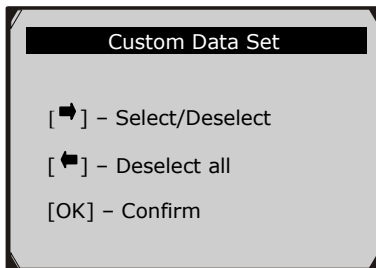 Custom Data Set
[➡] – Select/Deselect
[⬅] – Deselect all
[OK] – Confirm